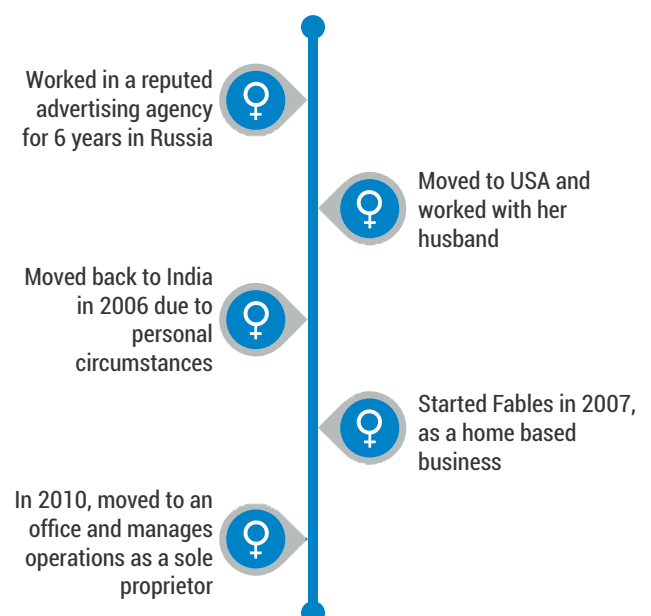 Worked in a reputed
advertising agency
for 6 years in Russia
Moved to USA and
worked with her
husband
Moved back to India
in 2006 due to
personal
circumstances
Started Fables in 2007,
as a home based
business
In 2010, moved to an
office and manages
operations as a sole
proprietor